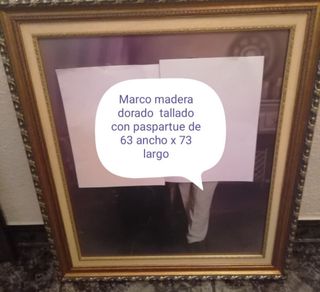 Marco madera
dorado  tallado
con paspartue de
63 ancho x 73
largo